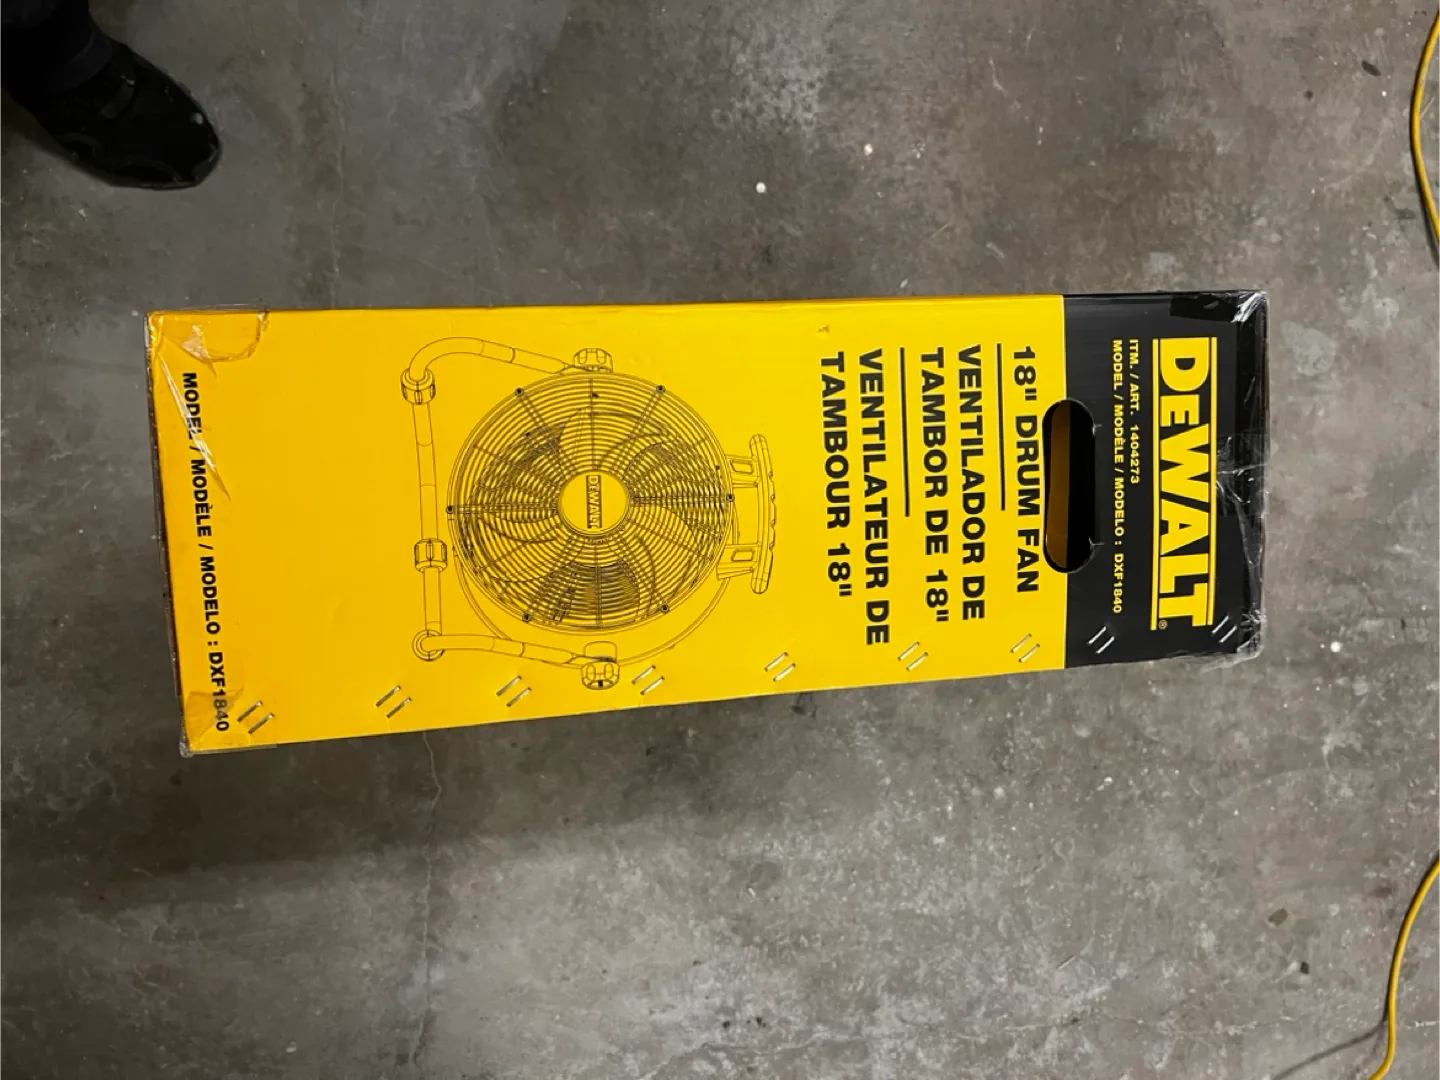 DEWALT®
ITM. / ART. 1404273
MODEL / MODÈLE / MODELO : DXF1840
18" DRUM FAN
VENTILADOR DE
TAMBOR DE 18"
VENTILATEUR DE
TAMBOUR 18"
DEWALT
MODEL / MODÈLE / MODELO : DXF1840